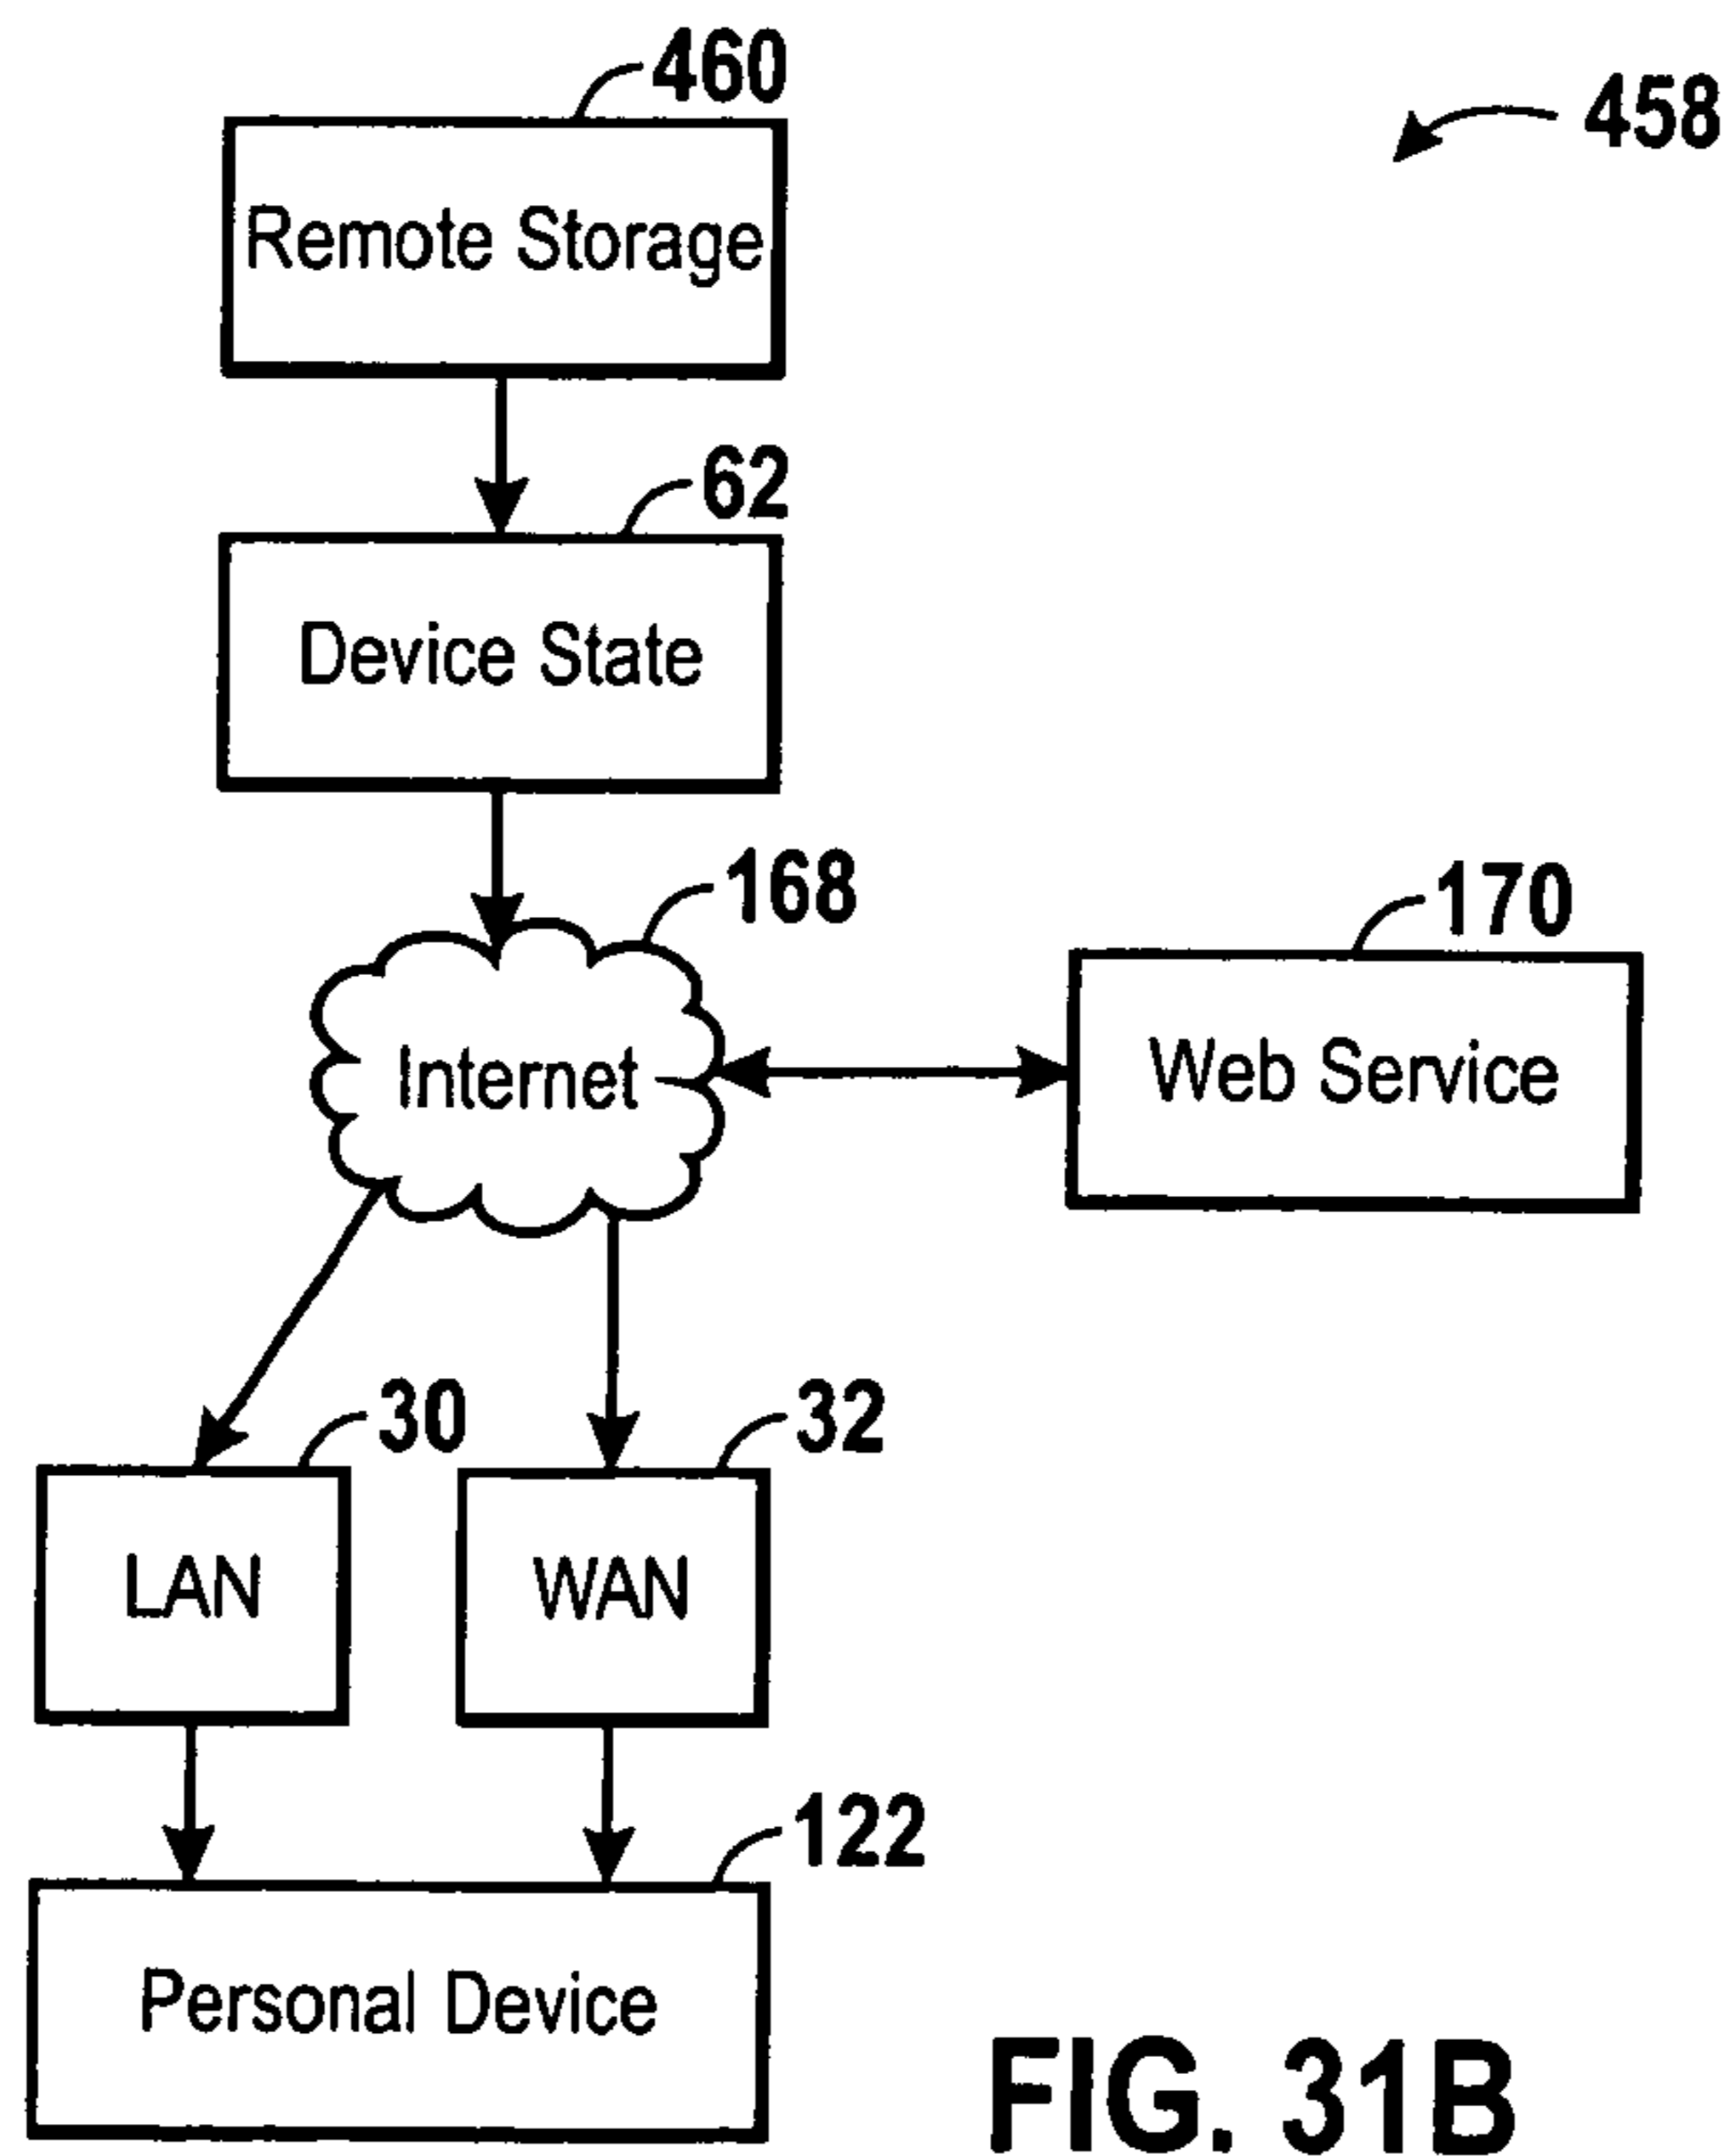 460
458
Remote Storage
62
Device State
168
170
Internet
Web Service
30
32
LAN
WAN
122
Personal Device
FIG. 31B